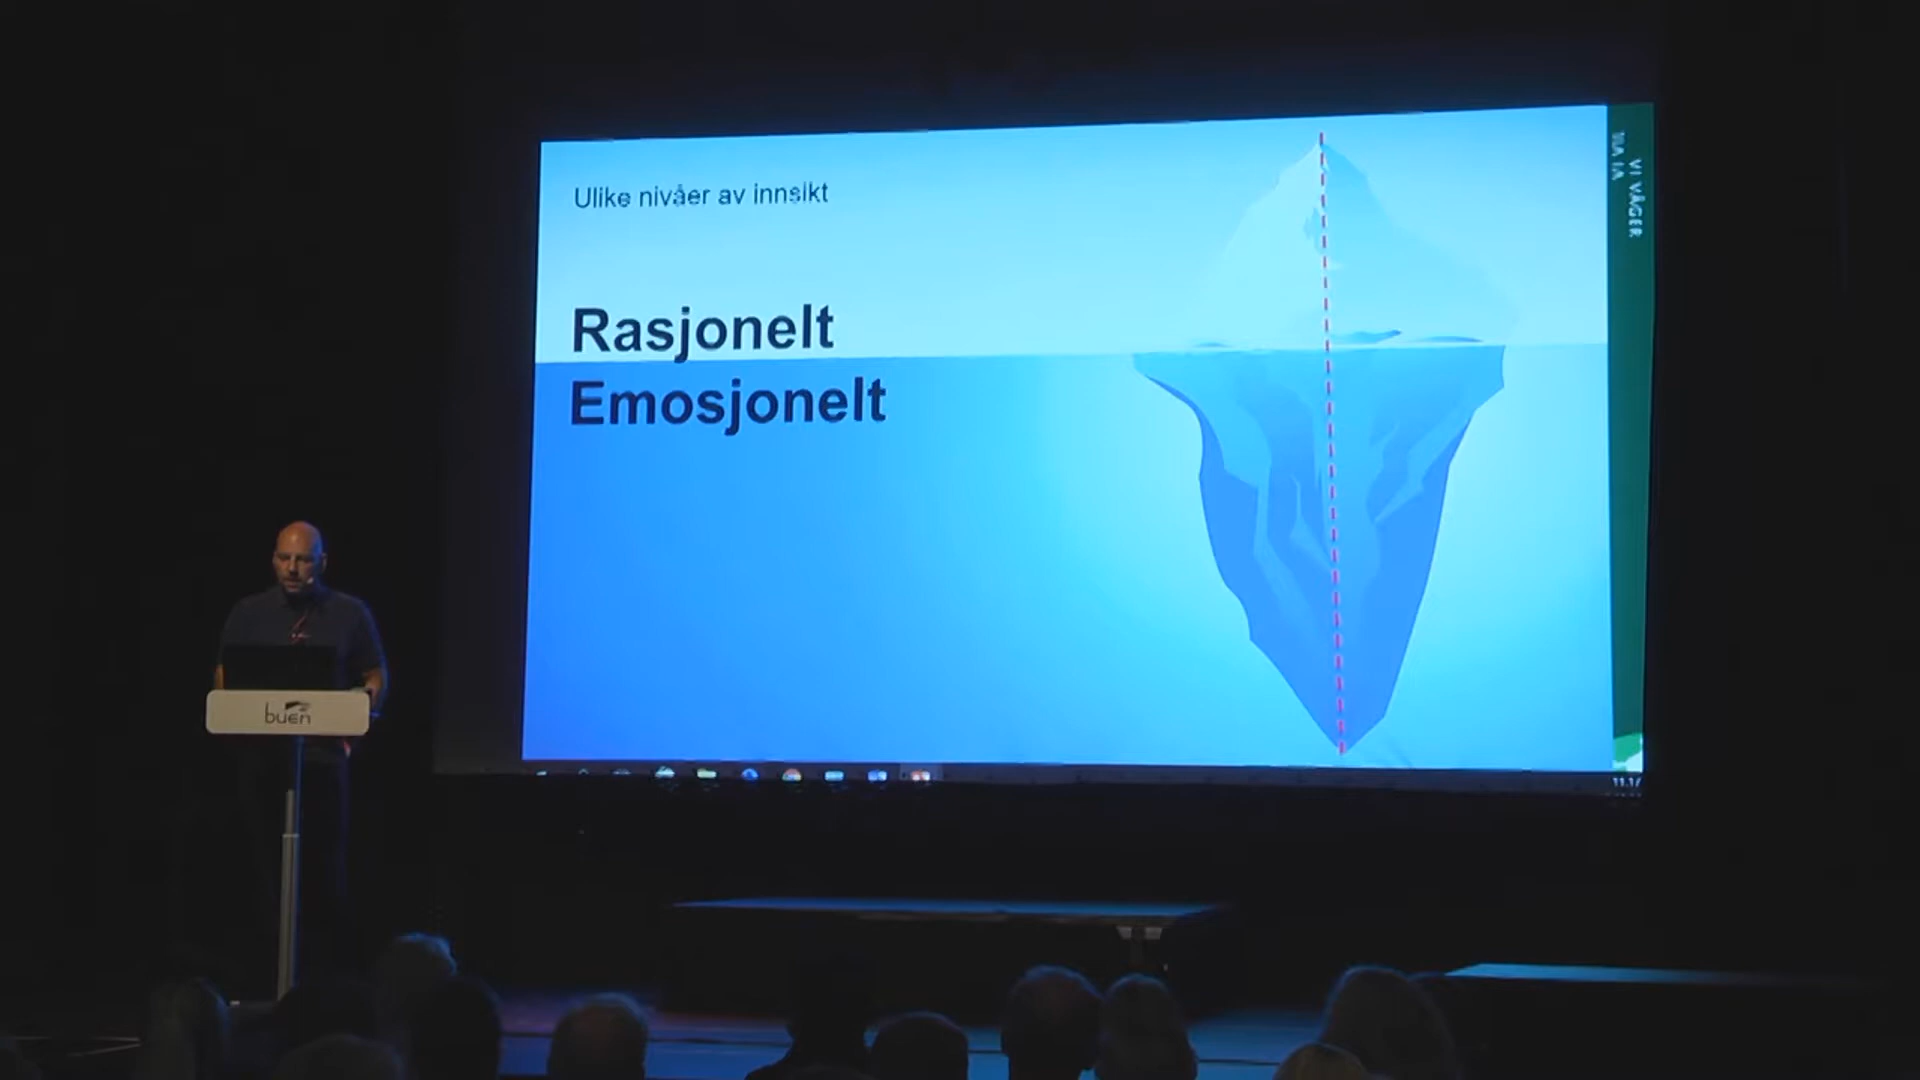 Ulike nivåer av innsikt
Rasjonelt
Emosjonelt
VI VÅGER
buen